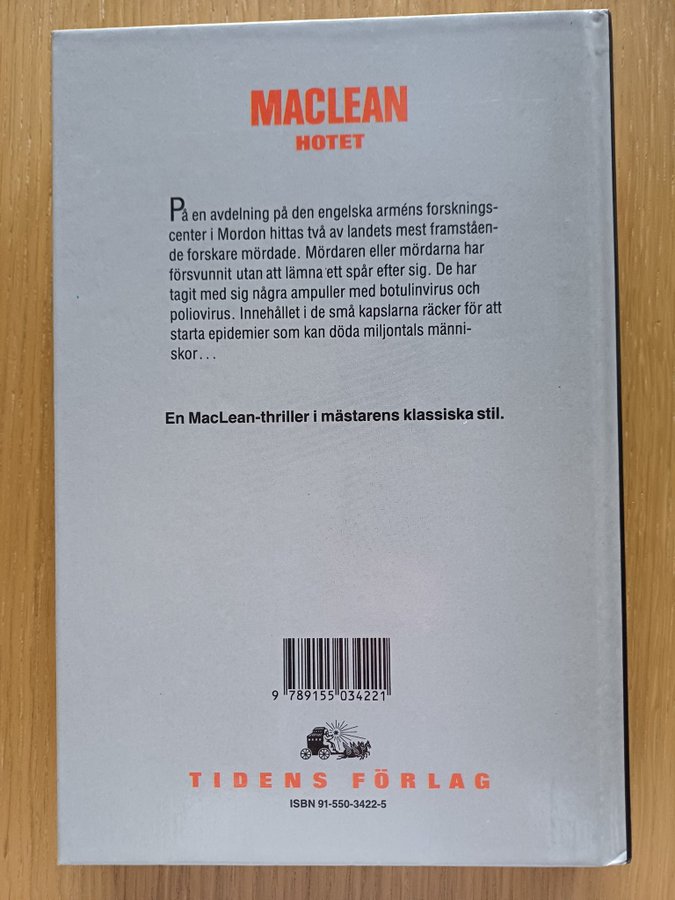 MACLEAN
HOTET
På en avdelning på den engelska arméns forsknings-
center i Mordon hittas två av landets mest framståen-
de forskare mördade. Mördaren eller mördarna har
försvunnit utan att lämna ett spår efter sig. De har
tagit med sig några ampuller med botulinvirus och
poliovirus. Innehållet i de små kapslarna räcker för att
starta epidemier som kan döda miljontals männi-
skor...
En MacLean-thriller i mästarens klassiska stil.
9 789155 034221
TIDENS FÖRLAG
ISBN 91-550-3422-5